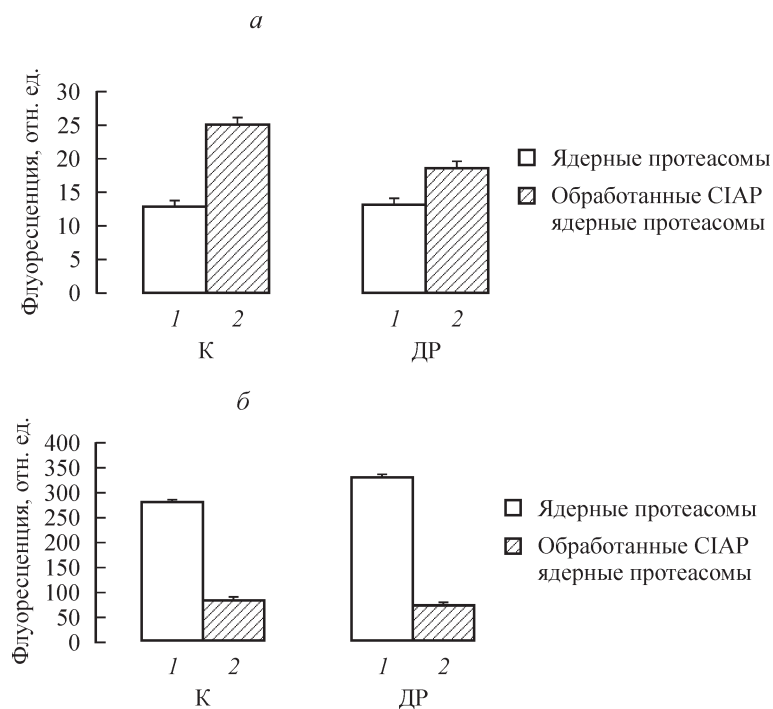 а
Флуоресценция, отн. ед.
30
25
20
15
10
5
0
1 2 1 2
К ДР
Ядерные протеасомы
Обработанные CIAP
ядерные протеасомы
б
Флуоресценция, отн. ед.
400
350
300
250
200
150
100
50
0
1 2 1 2
К ДР
Ядерные протеасомы
Обработанные CIAP
ядерные протеасомы